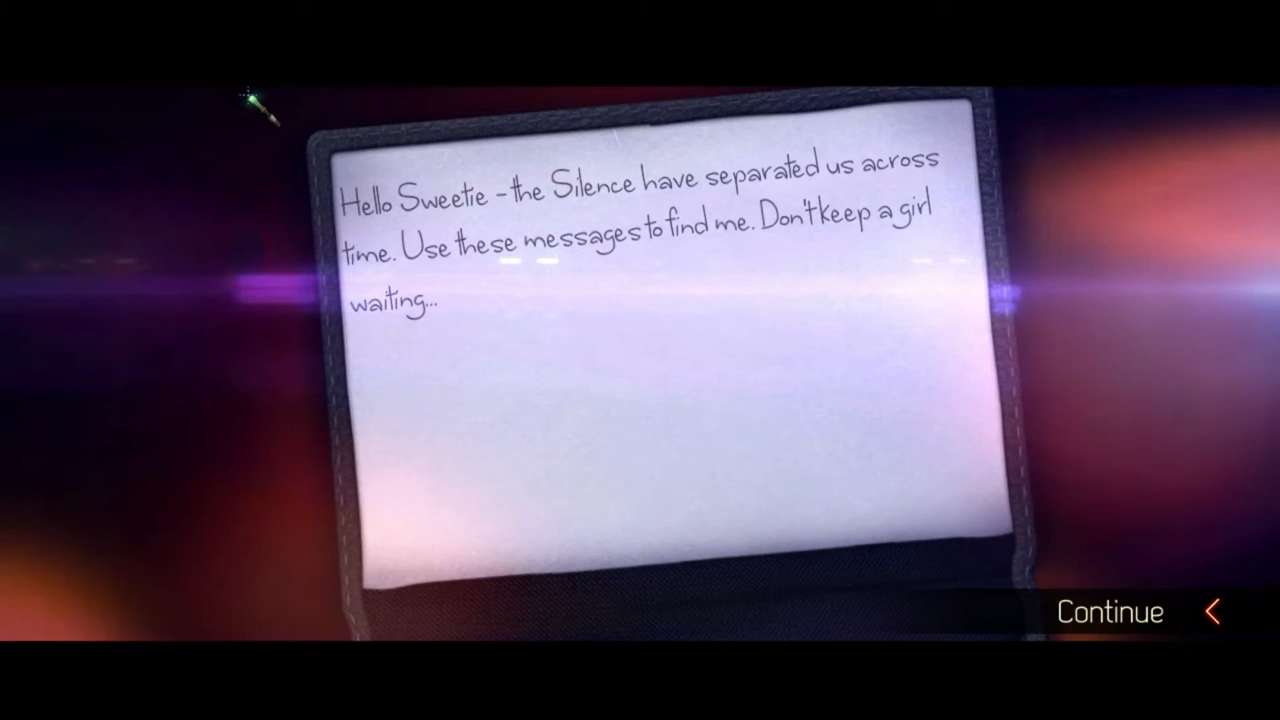 Hello Sweetie - the Silence have separated us across
time. Use these messages to find me. Don't keep a girl
waiting...
Continue